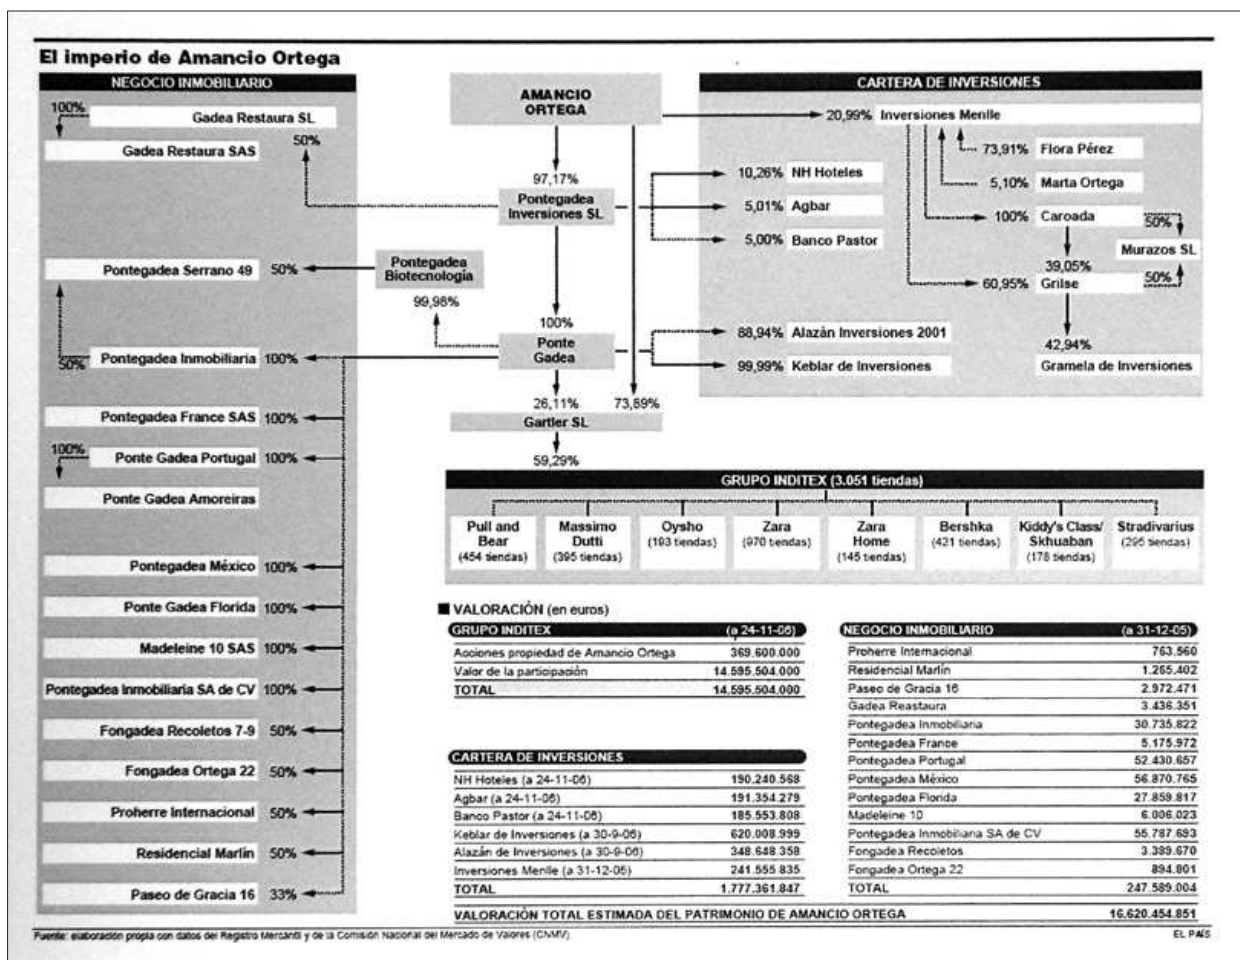 El imperio de Amancio Ortega
NEGOCIO INMOBILIARIO
100%
Gadea Restaura SL
Gadea Restaura SAS
50%
Pontegadea Serrano 49 50%
50%
Pontegadea Inmobiliaria 100%
Pontegadea France SAS 100%
100%
Ponte Gadea Portugal 100%
Ponte Gadea Amoreiras
Pontegadea México 100%
Ponte Gadea Florida 100%
Madeleine 10 SAS 100%
Pontegadea Inmobiliaria SA de CV 100%
Fongadea Recoletos 7-9 50%
Fongadea Ortega 22 50%
Proherre Internacional 50%
Residencial Marlín 50%
Paseo de Gracia 16 33%
AMANCIO
ORTEGA
97,17%
Pontegadea
Inversiones SL
Pontegadea
Biotecnología
99,98%
100%
Ponte
Gadea
26,11% 73,89%
Gartler SL
59,29%
CARTERA DE INVERSIONES
20,99% Inversiones Menlle
73,91% Flora Pérez
5,10% Marta Ortega
100% Caroada
50%
Murazos SL
39,05%
60,95% Grilse
50%
42,94%
Gramela de Inversiones
10,26% NH Hoteles
5,01% Agbar
5,00% Banco Pastor
88,94% Alazán Inversiones 2001
99,99% Keblar de Inversiones
GRUPO INDITEX (3.051 tiendas)
Pull and
Bear
(454 tiendas)
Massimo
Dutti
(395 tiendas)
Oysho
(193 tiendas)
Zara
(970 tiendas)
Zara
Home
(145 tiendas)
Bershka
(421 tiendas)
Kiddy's Class/
Skhuaban
(178 tiendas)
Stradivarius
(295 tiendas)
VALORACIÓN (en euros)
GRUPO INDITEX (a 24-11-06)
Acciones propiedad de Amancio Ortega 369.600.000
Valor de la participación 14.595.504.000
TOTAL 14.595.504.000
CARTERA DE INVERSIONES
NH Hoteles (a 24-11-06) 190.240.568
Agbar (a 24-11-06) 191.354.279
Banco Pastor (a 24-11-06) 185.553.808
Keblar de Inversiones (a 30-9-06) 620.008.999
Alazán de Inversiones (a 30-9-06) 348.648.358
Inversiones Menlle (a 31-12-05) 241.555.835
TOTAL 1.777.361.847
NEGOCIO INMOBILIARIO (a 31-12-05)
Proherre Internacional 763.560
Residencial Marlín 1.265.402
Paseo de Gracia 16 2.972.471
Gadea Reastaura 3.436.351
Pontegadea Inmobiliaria 30.735.822
Pontegadea France 5.175.972
Pontegadea Portugal 52.430.657
Pontegadea México 56.870.765
Pontegadea Florida 27.859.817
Madeleine 10 6.006.023
Pontegadea Inmobiliaria SA de CV 55.787.693
Fongadea Recoletos 3.389.670
Fongadea Ortega 22 894.801
TOTAL 247.589.004
VALORACIÓN TOTAL ESTIMADA DEL PATRIMONIO DE AMANCIO ORTEGA 16.620.454.851
Fuente: elaboración propia con datos del Registro Mercantil y de la Comisión Nacional del Mercado de Valores (CNMV)
EL PAÍS